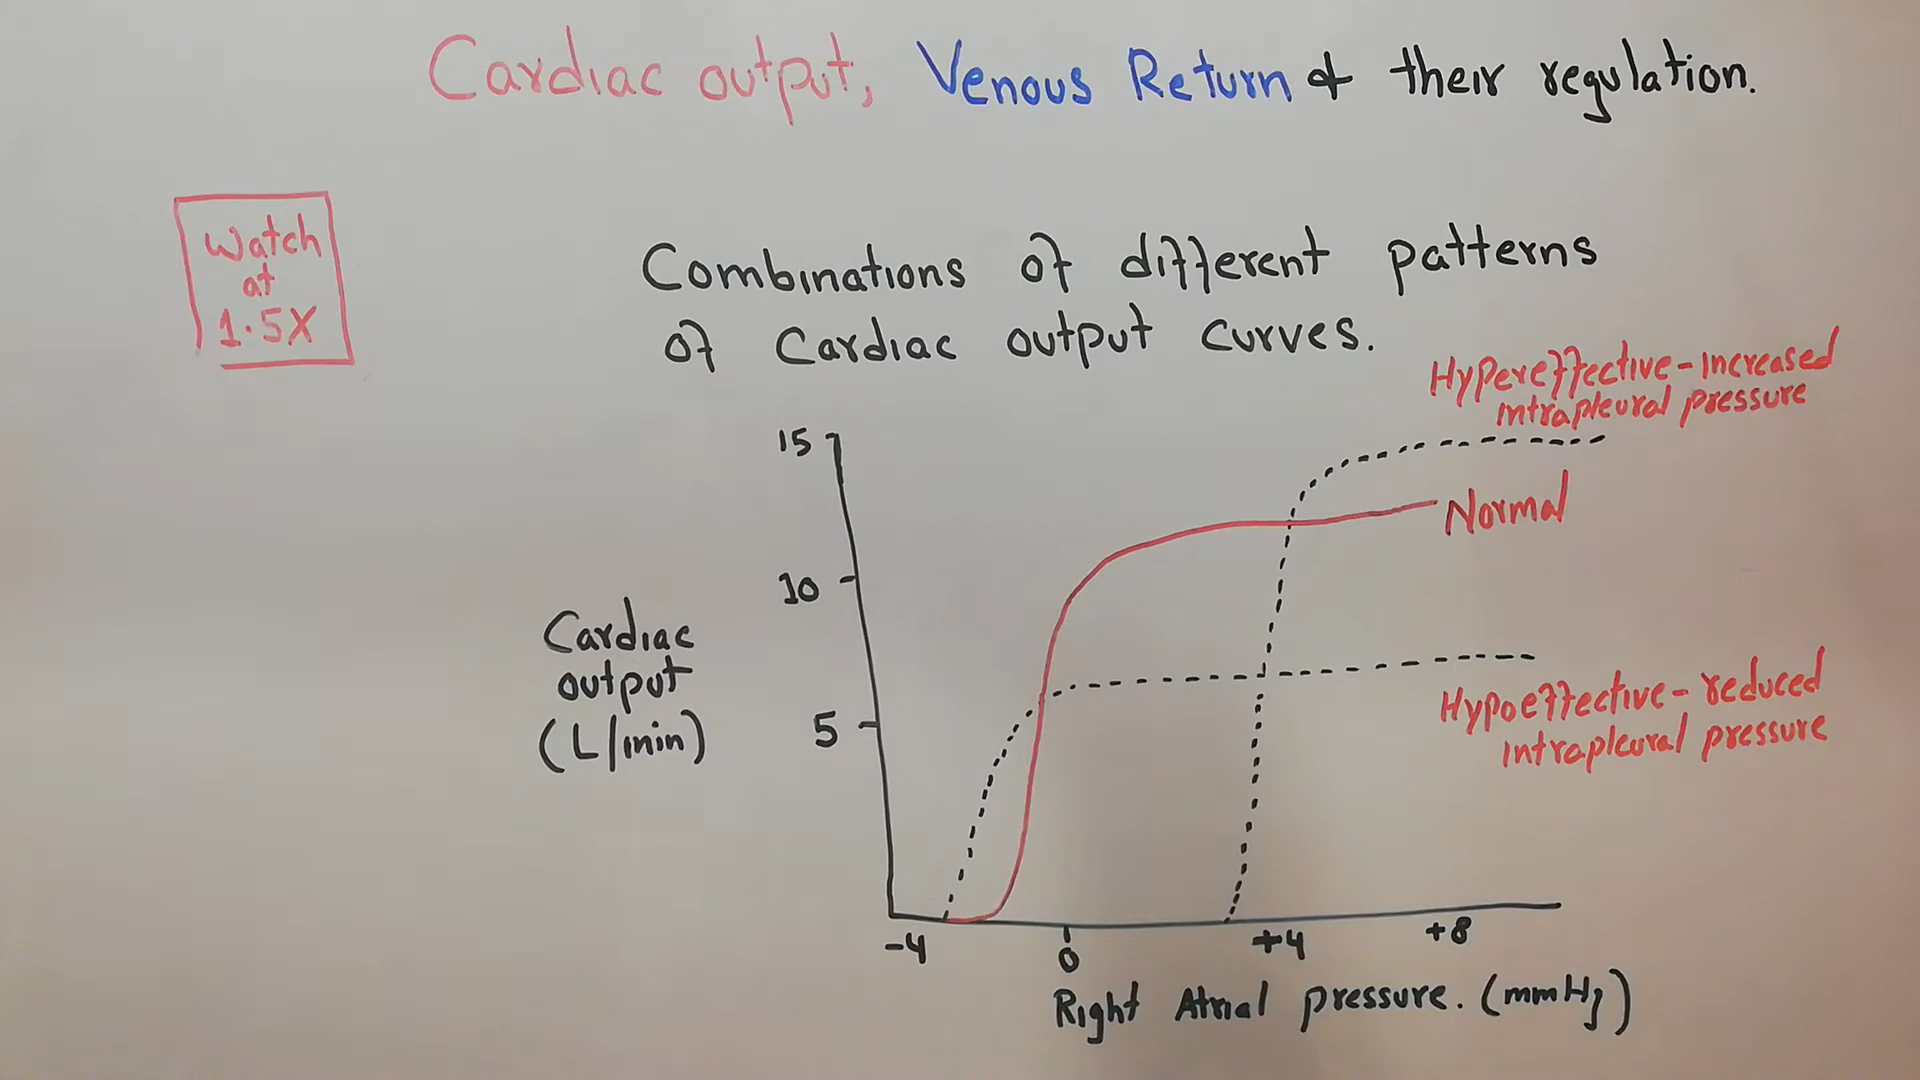 Cardiac output, Venous Return & their regulation.
Watch
at
1.5X
Combinations of different patterns
of Cardiac output curves.
Hypereffective - increased
intrapleural pressure
15
Normal
10
Cardiac
output
(L/min)
5
Hypoeffective - reduced
intrapleural pressure
-4
0
+4
+8
Right Atrial pressure. (mmHg)